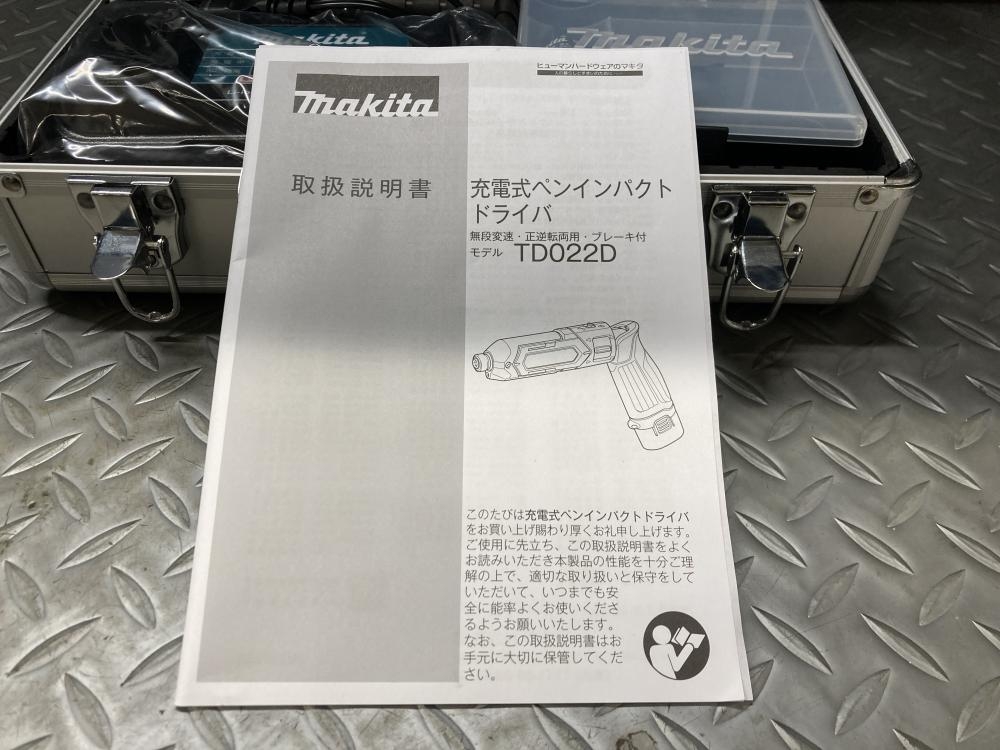 makita
makita
ヒューマンハードウェアのマキタ
makita
取扱説明書
充電式ペンインパクト
ドライバ
無段変速・正逆転両用・ブレーキ付
モデル TD022D
このたびは充電式ペンインパクトドライバ
をお買い上げ賜わり厚くお礼申し上げます。
ご使用に先立ち、この取扱説明書をよく
お読みいただき本製品の性能を十分ご理
解の上で、適切な取り扱いと保守をして
いただいて、いつまでも安
全に能率よくお使いくださ
るようお願いいたします。
なお、この取扱説明書はお
手元に大切に保管してくだ
さい。